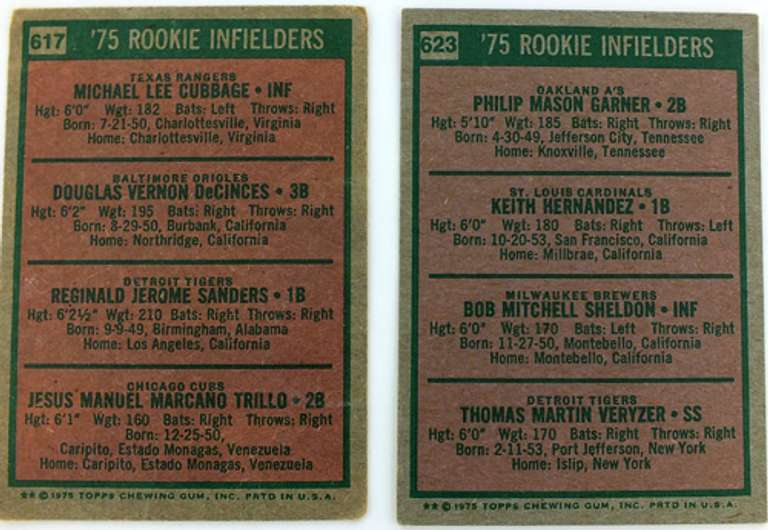 617 '75 ROOKIE INFIELDERS
TEXAS RANGERS
MICHAEL LEE CUBBAGE • INF
Hgt: 6'0" Wgt: 182 Bats: Left Throws: Right
Born: 7-21-50, Charlottesville, Virginia
Home: Charlottesville, Virginia
BALTIMORE ORIOLES
DOUGLAS VERNON DeCINCES • 3B
Hgt: 6'2" Wgt: 195 Bats: Right Throws: Right
Born: 8-29-50, Burbank, California
Home: Northridge, California
DETROIT TIGERS
REGINALD JEROME SANDERS • 1B
Hgt: 6'2½" Wgt: 210 Bats: Right Throws: Right
Born: 9-9-49, Birmingham, Alabama
Home: Los Angeles, California
CHICAGO CUBS
JESUS MANUEL MARCANO TRILLO • 2B
Hgt: 6'1" Wgt: 160 Bats: Right Throws: Right
Born: 12-25-50,
Caripito, Estado Monagas, Venezuela
Home: Caripito, Estado Monagas, Venezuela
** © 1975 TOPPS CHEWING GUM, INC. PRTD IN U.S.A.
623 '75 ROOKIE INFIELDERS
OAKLAND A'S
PHILIP MASON GARNER • 2B
Hgt: 5'10" Wgt: 185 Bats: Right Throws: Right
Born: 4-30-49, Jefferson City, Tennessee
Home: Knoxville, Tennessee
ST. LOUIS CARDINALS
KEITH HERNANDEZ • 1B
Hgt: 6'0" Wgt: 180 Bats: Right Throws: Left
Born: 10-20-53, San Francisco, California
Home: Millbrae, California
MILWAUKEE BREWERS
BOB MITCHELL SHELDON • INF
Hgt: 6'0" Wgt: 170 Bats: Left Throws: Right
Born: 11-27-50, Montebello, California
Home: Montebello, California
DETROIT TIGERS
THOMAS MARTIN VERYZER • SS
Hgt: 6'0" Wgt: 170 Bats: Right Throws: Right
Born: 2-11-53, Port Jefferson, New York
Home: Islip, New York
** © 1975 TOPPS CHEWING GUM, INC. PRTD IN U.S.A.